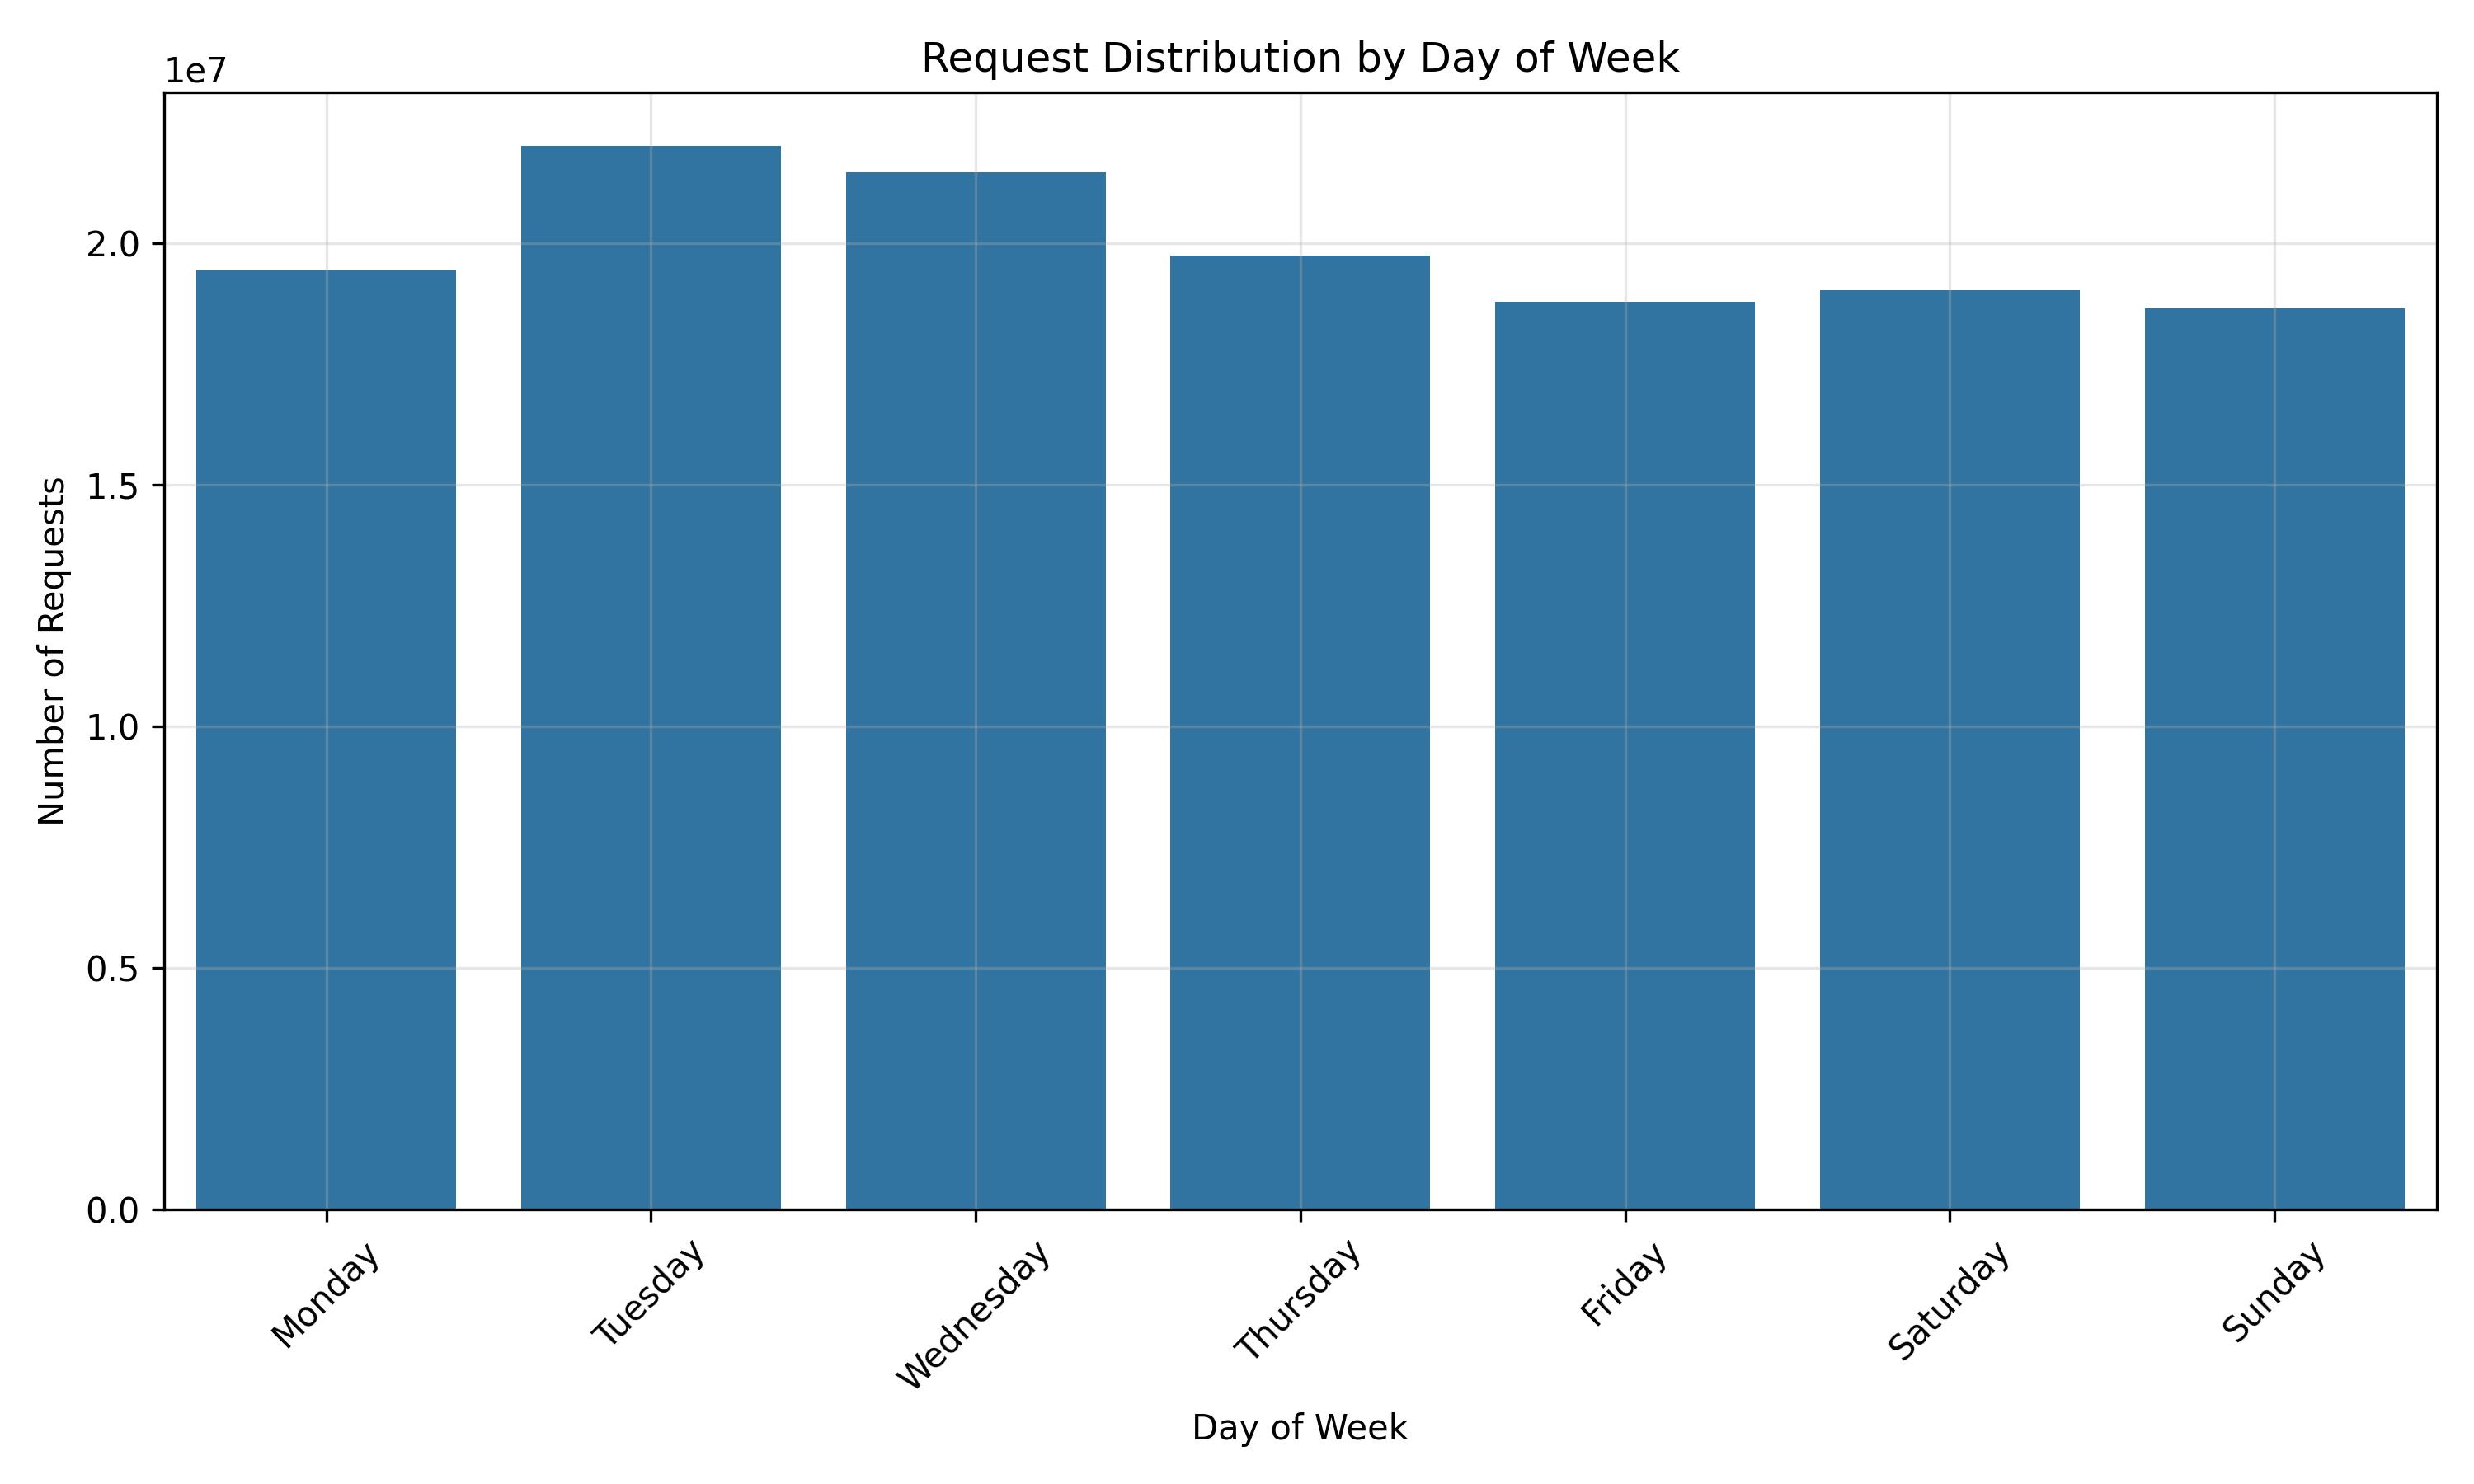 Request Distribution by Day of Week
1e7
2.0
1.5
1.0
0.5
0.0
Number of Requests
Monday
Tuesday
Wednesday
Thursday
Friday
Saturday
Sunday
Day of Week